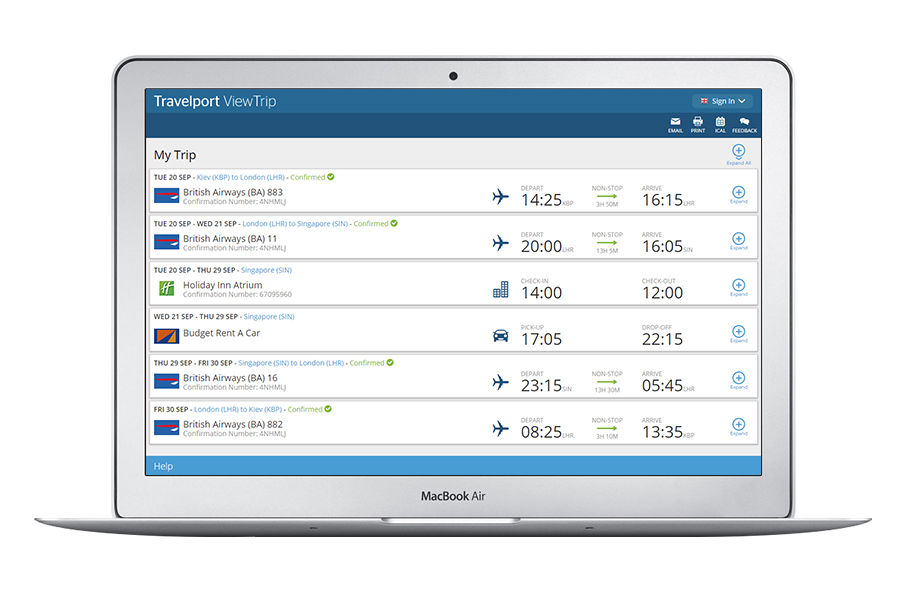 Travelport ViewTrip
Sign In
EMAIL PRINT ICAL FEEDBACK
My Trip
Expand All
TUE 20 SEP - Kiev (KBP) to London (LHR) - Confirmed
British Airways (BA) 883
Confirmation Number: 4NHMLJ
DEPART NON-STOP ARRIVE
14:25 KBP 3H 50M 16:15 LHR
Expand
TUE 20 SEP - WED 21 SEP - London (LHR) to Singapore (SIN) - Confirmed
British Airways (BA) 11
Confirmation Number: 4NHMLJ
DEPART NON-STOP ARRIVE
20:00 LHR 13H 5M 16:05 SIN
Expand
TUE 20 SEP - THU 29 SEP - Singapore (SIN)
Holiday Inn Atrium
Confirmation Number: 67095960
CHECK-IN CHECK-OUT
14:00 12:00
Expand
WED 21 SEP - THU 29 SEP - Singapore (SIN)
Budget Rent A Car
PICK-UP DROP-OFF
17:05 22:15
Expand
THU 29 SEP - FRI 30 SEP - Singapore (SIN) to London (LHR) - Confirmed
British Airways (BA) 16
Confirmation Number: 4NHMLJ
DEPART NON-STOP ARRIVE
23:15 SIN 13H 30M 05:45 LHR
Expand
FRI 30 SEP - London (LHR) to Kiev (KBP) - Confirmed
British Airways (BA) 882
Confirmation Number: 4NHMLJ
DEPART NON-STOP ARRIVE
08:25 LHR 3H 10M 13:35 KBP
Expand
Help
MacBook Air